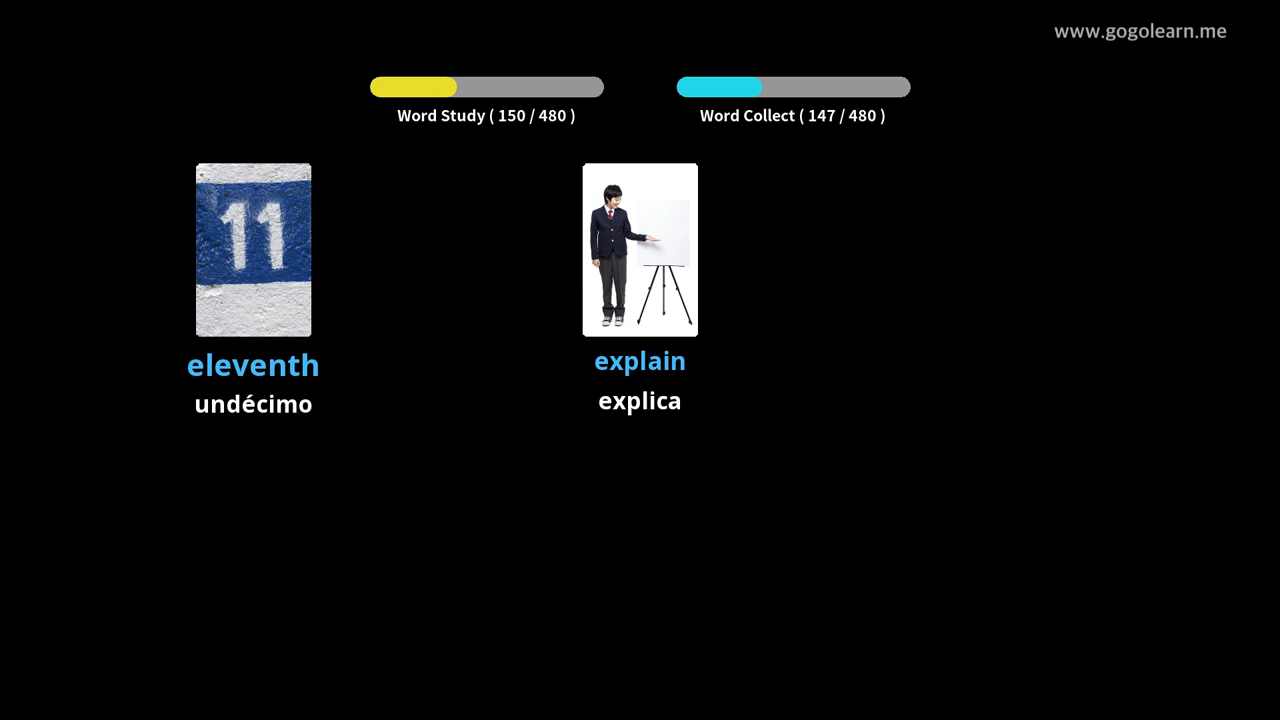 www.gogolearn.me
Word Study ( 150 / 480 )
Word Collect ( 147 / 480 )
11
eleventh
undécimo
explain
explica